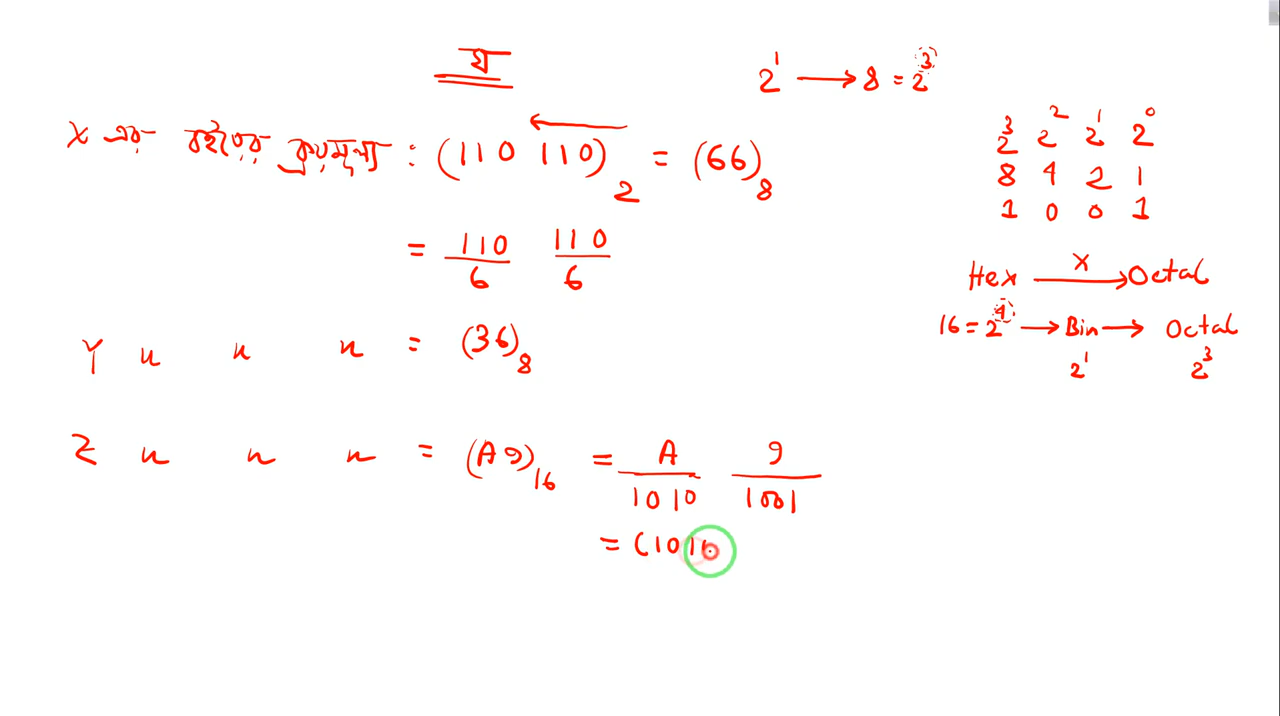 ঘ
2¹ → 8 = 2³
X এর বইয়ের ক্রয়মূল্য : (110 110)₂ = (66)₈
= 110 110
6 6
Y " " " = (36)₈
Z " " " = (A9)₁₆ = A 9
1010 1001
= (1010
2³ 2² 2¹ 2⁰
8 4 2 1
1 0 0 1
Hex X → Octal
16 = 2⁴ → Bin → Octal
2¹ 2³